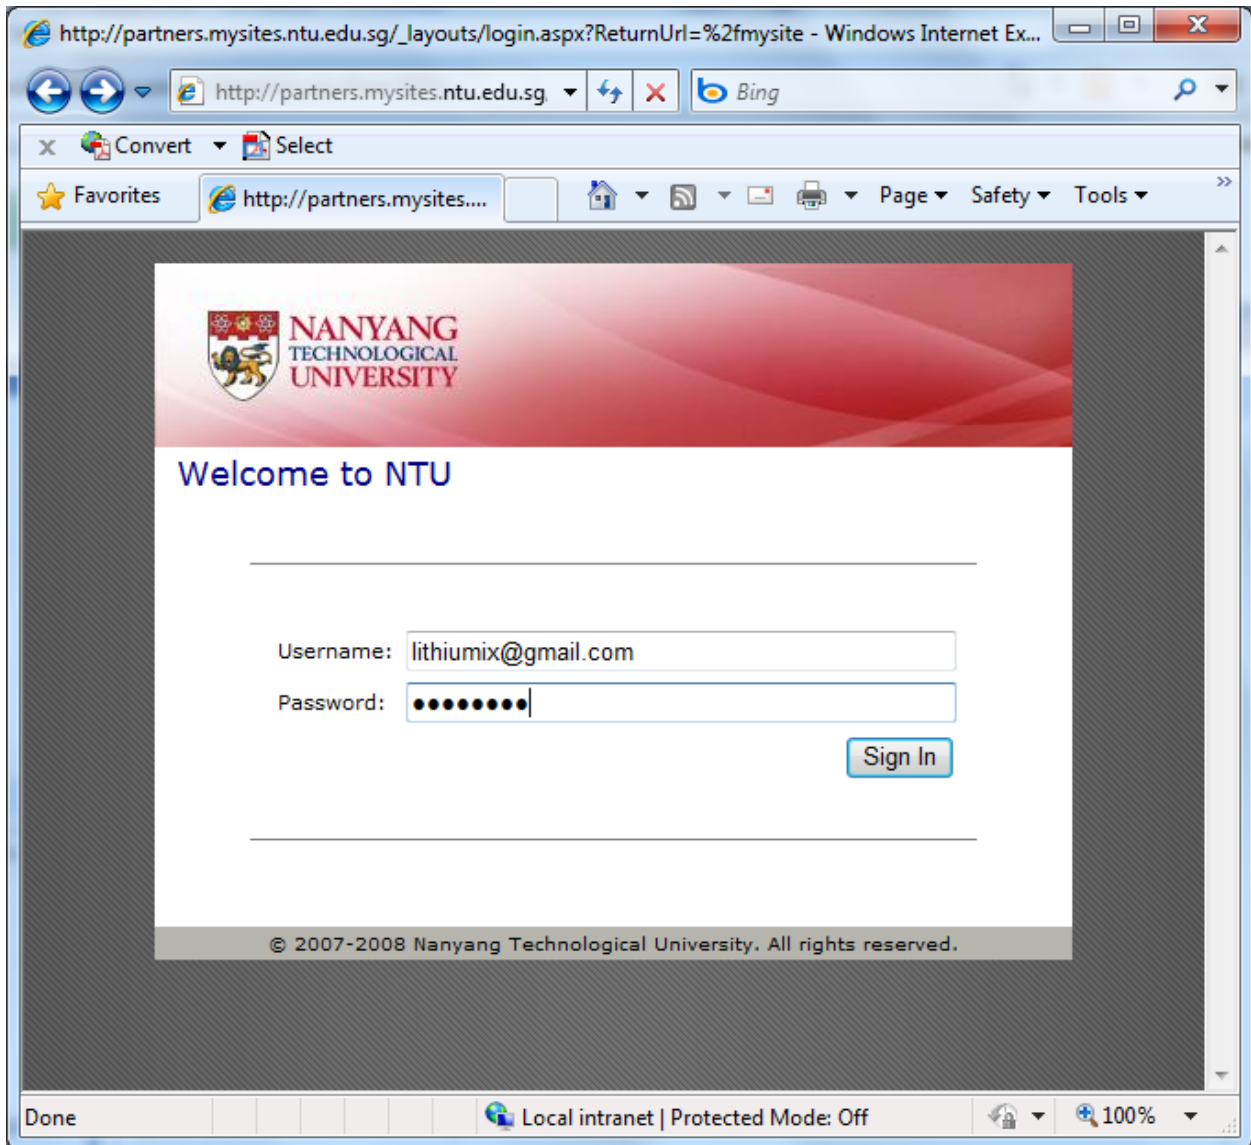 http://partners.mysites.ntu.edu.sg/_layouts/login.aspx?ReturnUrl=%2fmysite - Windows Internet Ex...
http://partners.mysites.ntu.edu.sg, Bing
x Convert Select
Favorites http://partners.mysites.... Page Safety Tools »
NANYANG
TECHNOLOGICAL
UNIVERSITY
Welcome to NTU
Username: lithiumix@gmail.com
Password: ●●●●●●●●
Sign In
© 2007-2008 Nanyang Technological University. All rights reserved.
Done Local intranet | Protected Mode: Off 100%